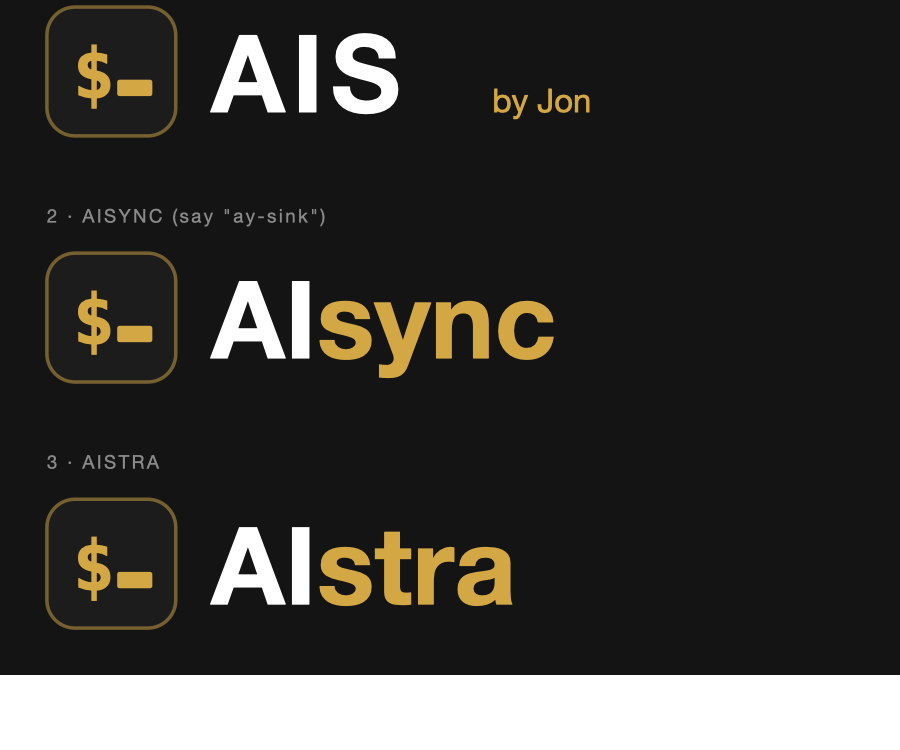 $_ AIS by Jon
2 · AISYNC (say "ay-sink")
$_ AIsync
3 · AISTRA
$_ AIstra